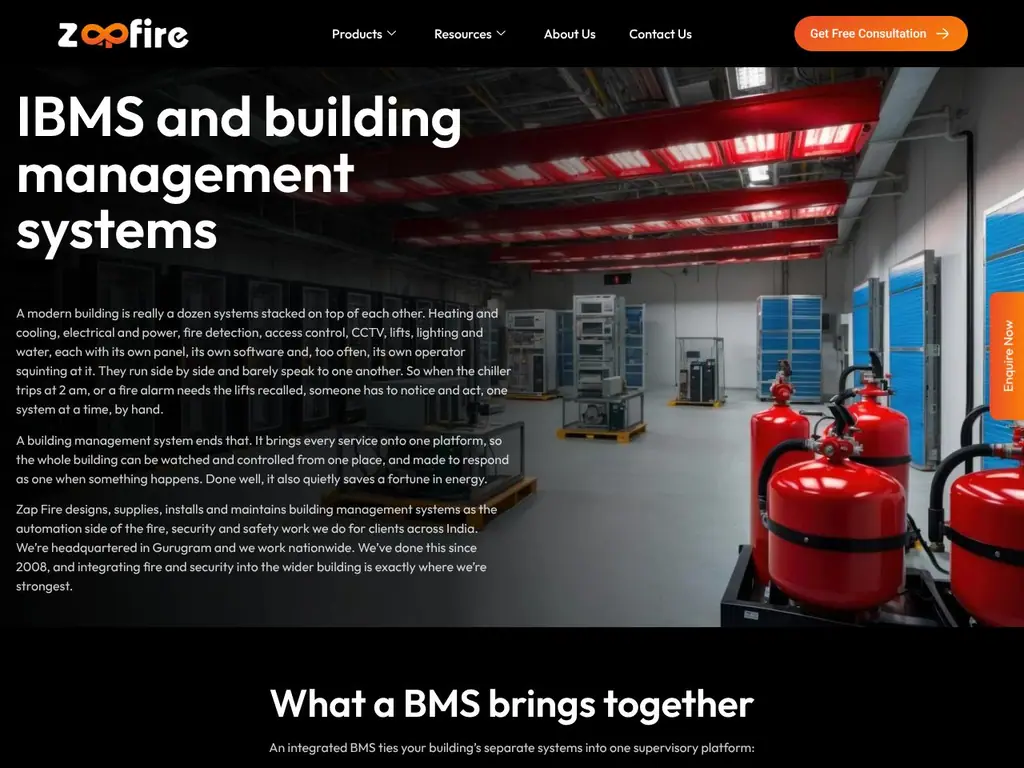 zapfire
Products
Resources
About Us
Contact Us
Get Free Consultation
IBMS and building
management
systems
A modern building is really a dozen systems stacked on top of each other. Heating and
cooling, electrical and power, fire detection, access control, CCTV, lifts, lighting and
water, each with its own panel, its own software and, too often, its own operator
squinting at it. They run side by side and barely speak to one another. So when the chiller
trips at 2 am, or a fire alarm needs the lifts recalled, someone has to notice and act, one
system at a time, by hand.
A building management system ends that. It brings every service onto one platform, so
the whole building can be watched and controlled from one place, and made to respond
as one when something happens. Done well, it also quietly saves a fortune in energy.
Zap Fire designs, supplies, installs and maintains building management systems as the
automation side of the fire, security and safety work we do for clients across India.
We're headquartered in Gurugram and we work nationwide. We've done this since
2008, and integrating fire and security into the wider building is exactly where we're
strongest.
Enquire Now
What a BMS brings together
An integrated BMS ties your building's separate systems into one supervisory platform: